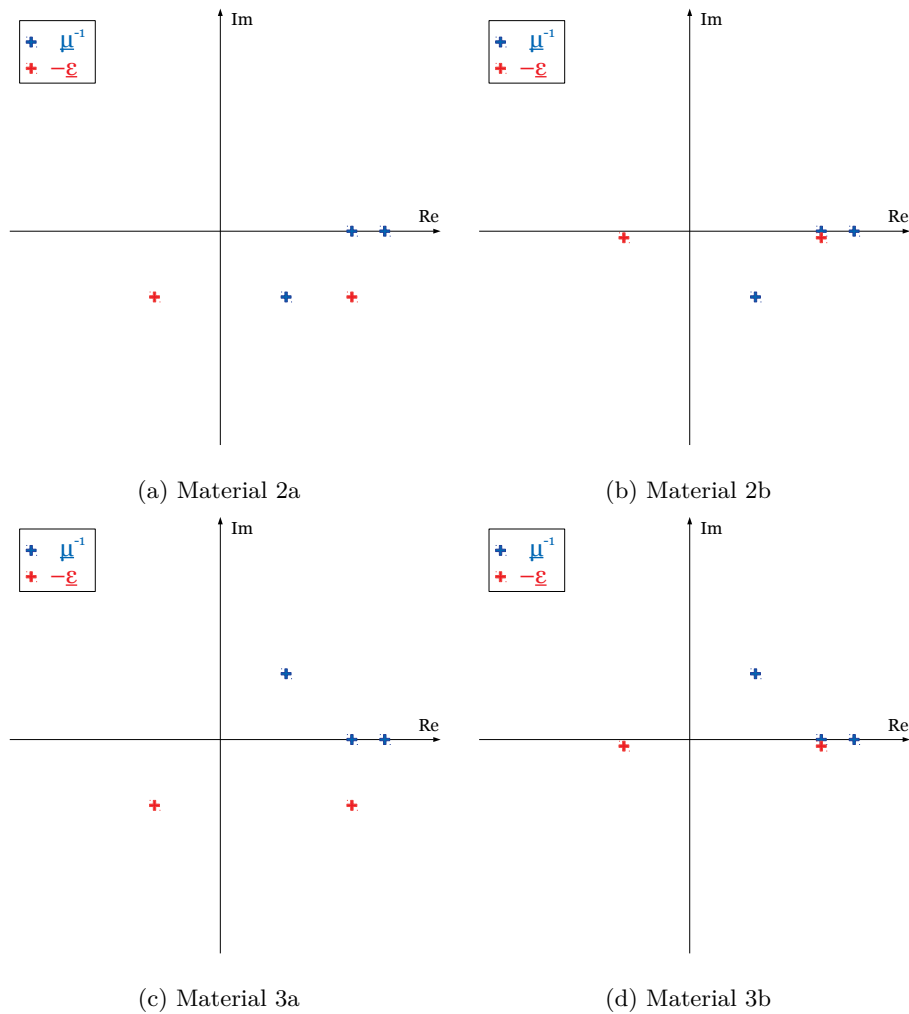 Im
μ⁻¹
−ε
Re
(a) Material 2a
Im
μ⁻¹
−ε
Re
(b) Material 2b
Im
μ⁻¹
−ε
Re
(c) Material 3a
Im
μ⁻¹
−ε
Re
(d) Material 3b